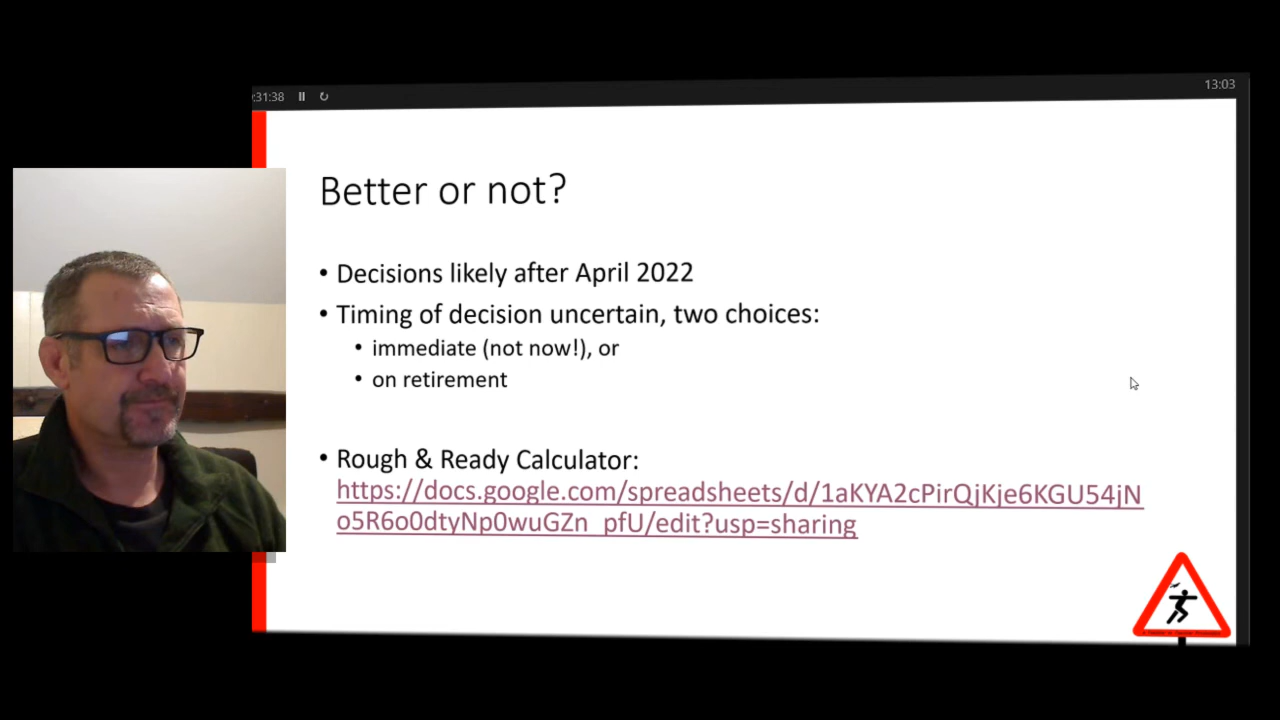 :31:38
13:03
Better or not?
• Decisions likely after April 2022
• Timing of decision uncertain, two choices:
• immediate (not now!), or
• on retirement
• Rough & Ready Calculator:
https://docs.google.com/spreadsheets/d/1aKYA2cPirQjKje6KGU54jN
o5R6o0dtyNp0wuGZn_pfU/edit?usp=sharing